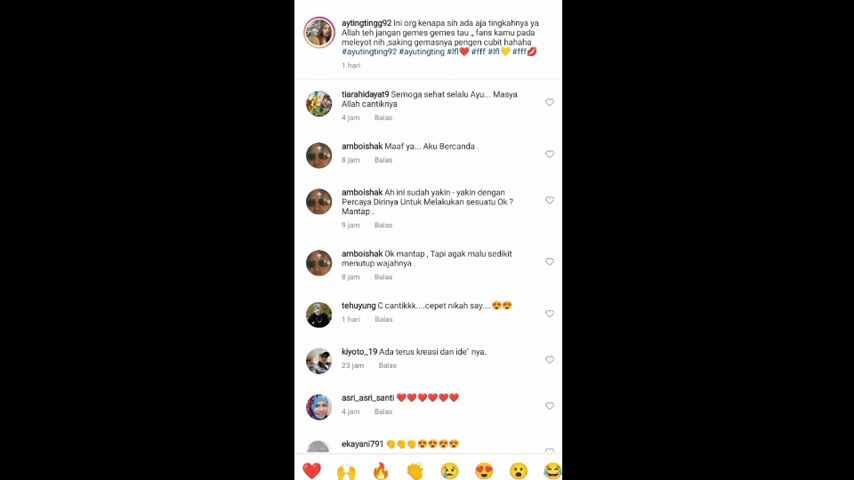 aytingtingg92 Ini org kenapa sih ada aja tingkahnya ya
Allah teh jangan gemes gemes tau ,, fans kamu pada
meleyot nih ,saking gemasnya pengen cubit hahaha
#ayutingting92 #ayutingting #lfl❤️ #fff #lfl💛 #fff💋
1 hari
tiarahidayat9 Semoga sehat selalu Ayu... Masya
Allah cantiknya
4 jam Balas
amboishak Maaf ya... Aku Bercanda .
8 jam Balas
amboishak Ah ini sudah yakin - yakin dengan
Percaya Dirinya Untuk Melakukan sesuatu Ok ?
Mantap .
9 jam Balas
amboishak Ok mantap , Tapi agak malu sedikit
menutup wajahnya .
8 jam Balas
tehuyung C cantikkk....cepet nikah say....😍😍
1 hari Balas
kiyoto_19 Ada terus kreasi dan ide" nya.
23 jam Balas
asri_asri_santi ❤️❤️❤️❤️❤️❤️
4 jam Balas
ekayani791 👏👏👏😍😍😍😍